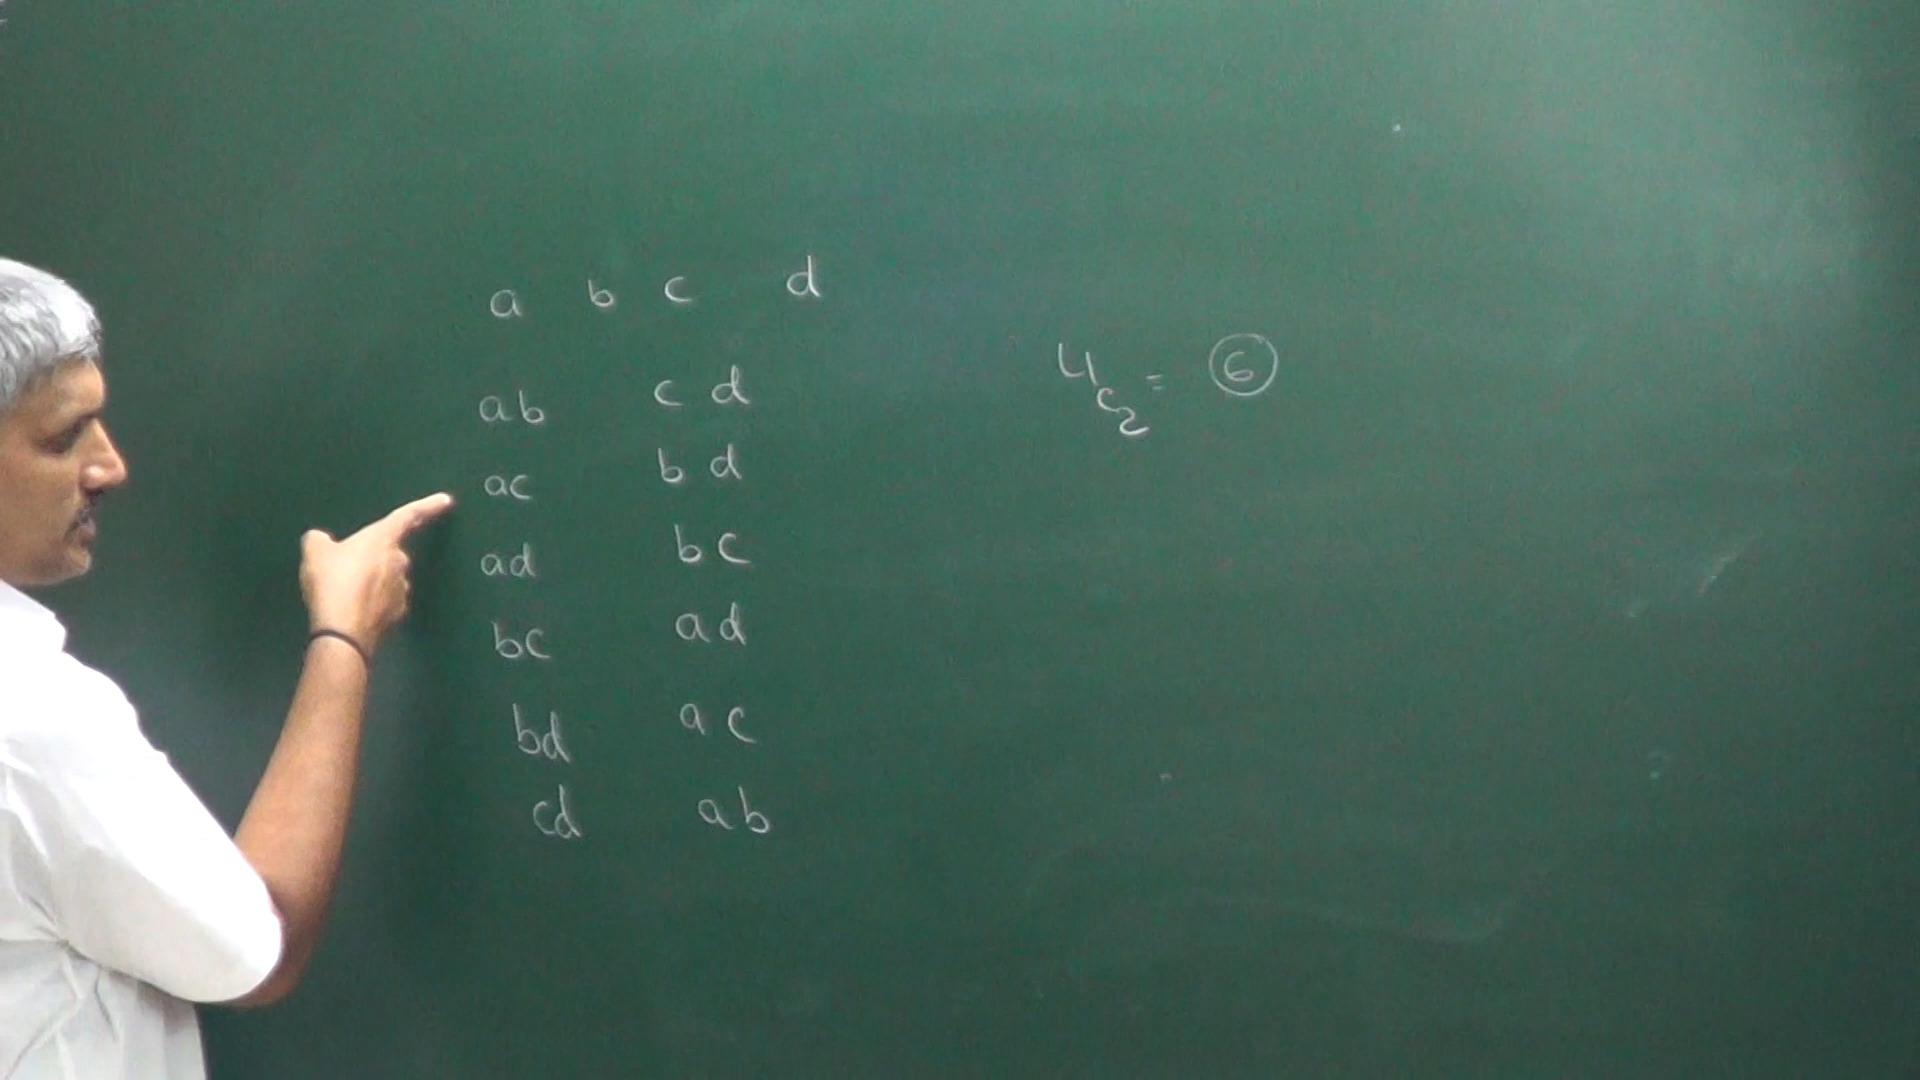 a b c d
ab cd
ac bd
ad bc
bc ad
bd ac
cd ab
4c2 = 6